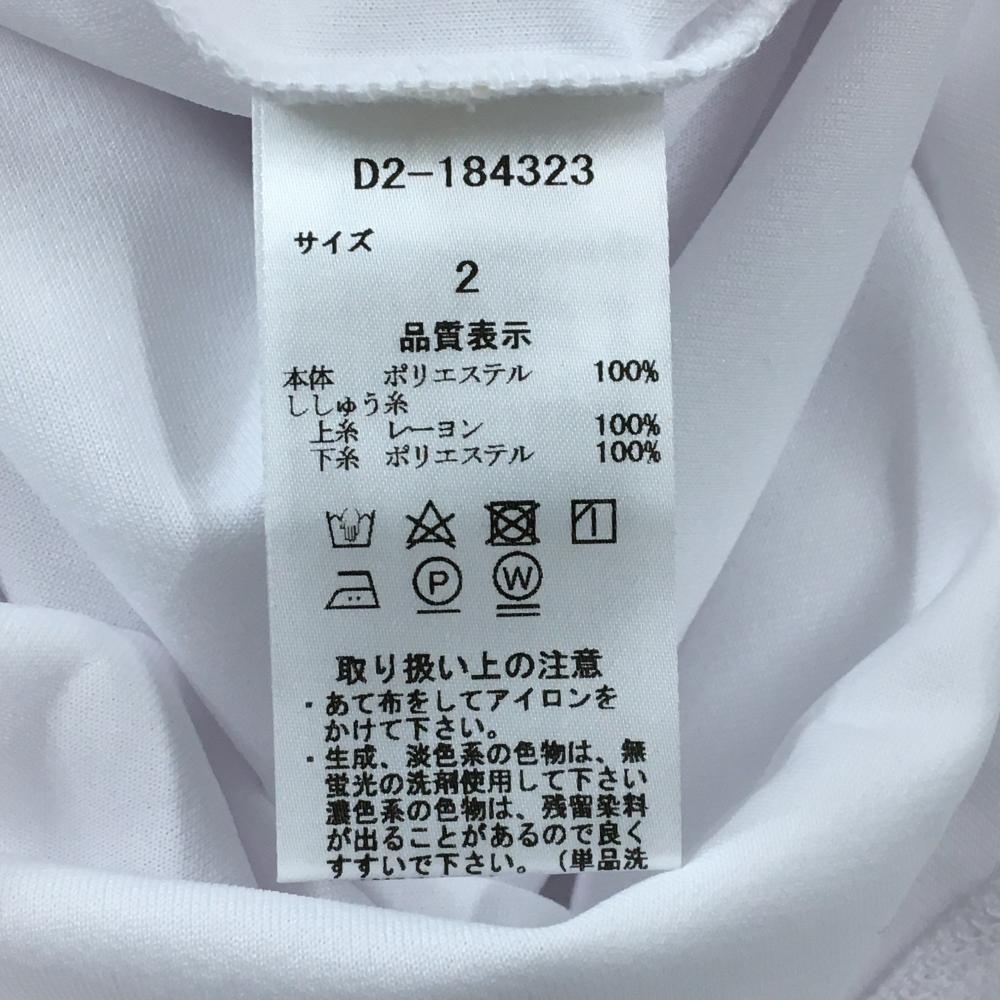 D2-184323
サイズ
2
品質表示
本体 ポリエステル 100%
ししゅう糸
上糸 レーヨン 100%
下糸 ポリエステル 100%
P W
取り扱い上の注意
・あて布をしてアイロンを
かけて下さい。
・生成、淡色系の色物は、無
蛍光の洗剤使用して下さい
濃色系の色物は、残留染料
が出ることがあるので良く
すすいで下さい。（単品洗